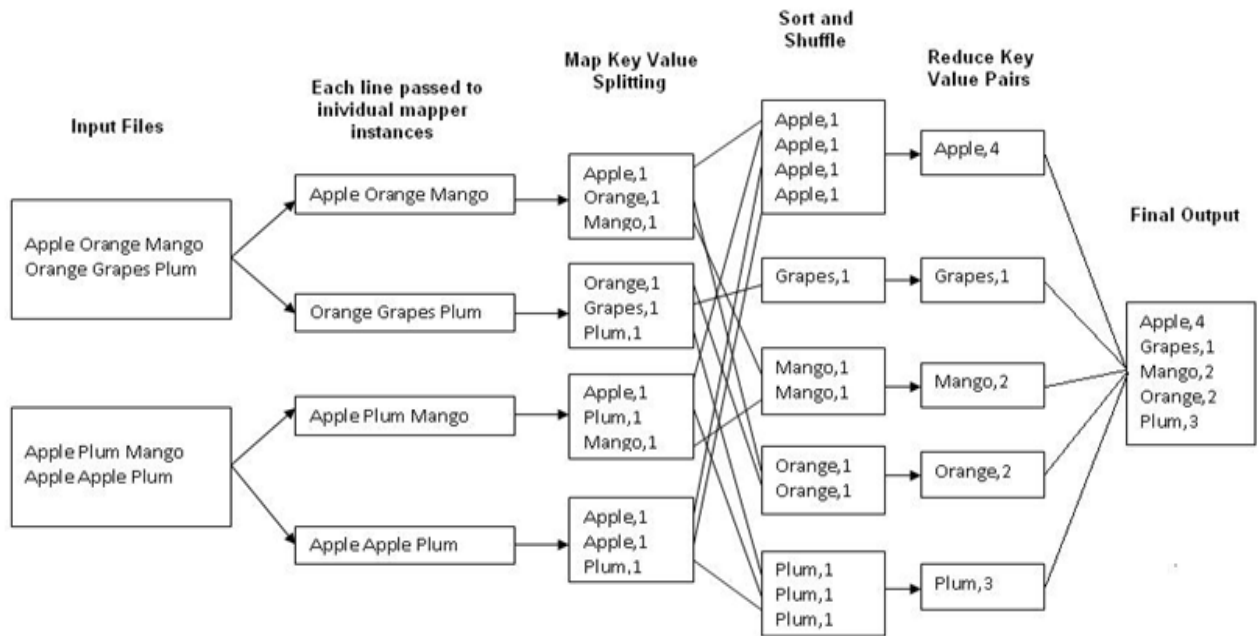 Input Files
Each line passed to
inividual mapper
instances
Map Key Value
Splitting
Sort and
Shuffle
Reduce Key
Value Pairs
Final Output
Apple Orange Mango
Orange Grapes Plum
Apple Plum Mango
Apple Apple Plum
Apple Orange Mango
Orange Grapes Plum
Apple Plum Mango
Apple Apple Plum
Apple,1
Orange,1
Mango,1
Orange,1
Grapes,1
Plum,1
Apple,1
Plum,1
Mango,1
Apple,1
Apple,1
Plum,1
Apple,1
Apple,1
Apple,1
Apple,1
Grapes,1
Mango,1
Mango,1
Orange,1
Orange,1
Plum,1
Plum,1
Plum,1
Apple,4
Grapes,1
Mango,2
Orange,2
Plum,3
Apple,4
Grapes,1
Mango,2
Orange,2
Plum,3